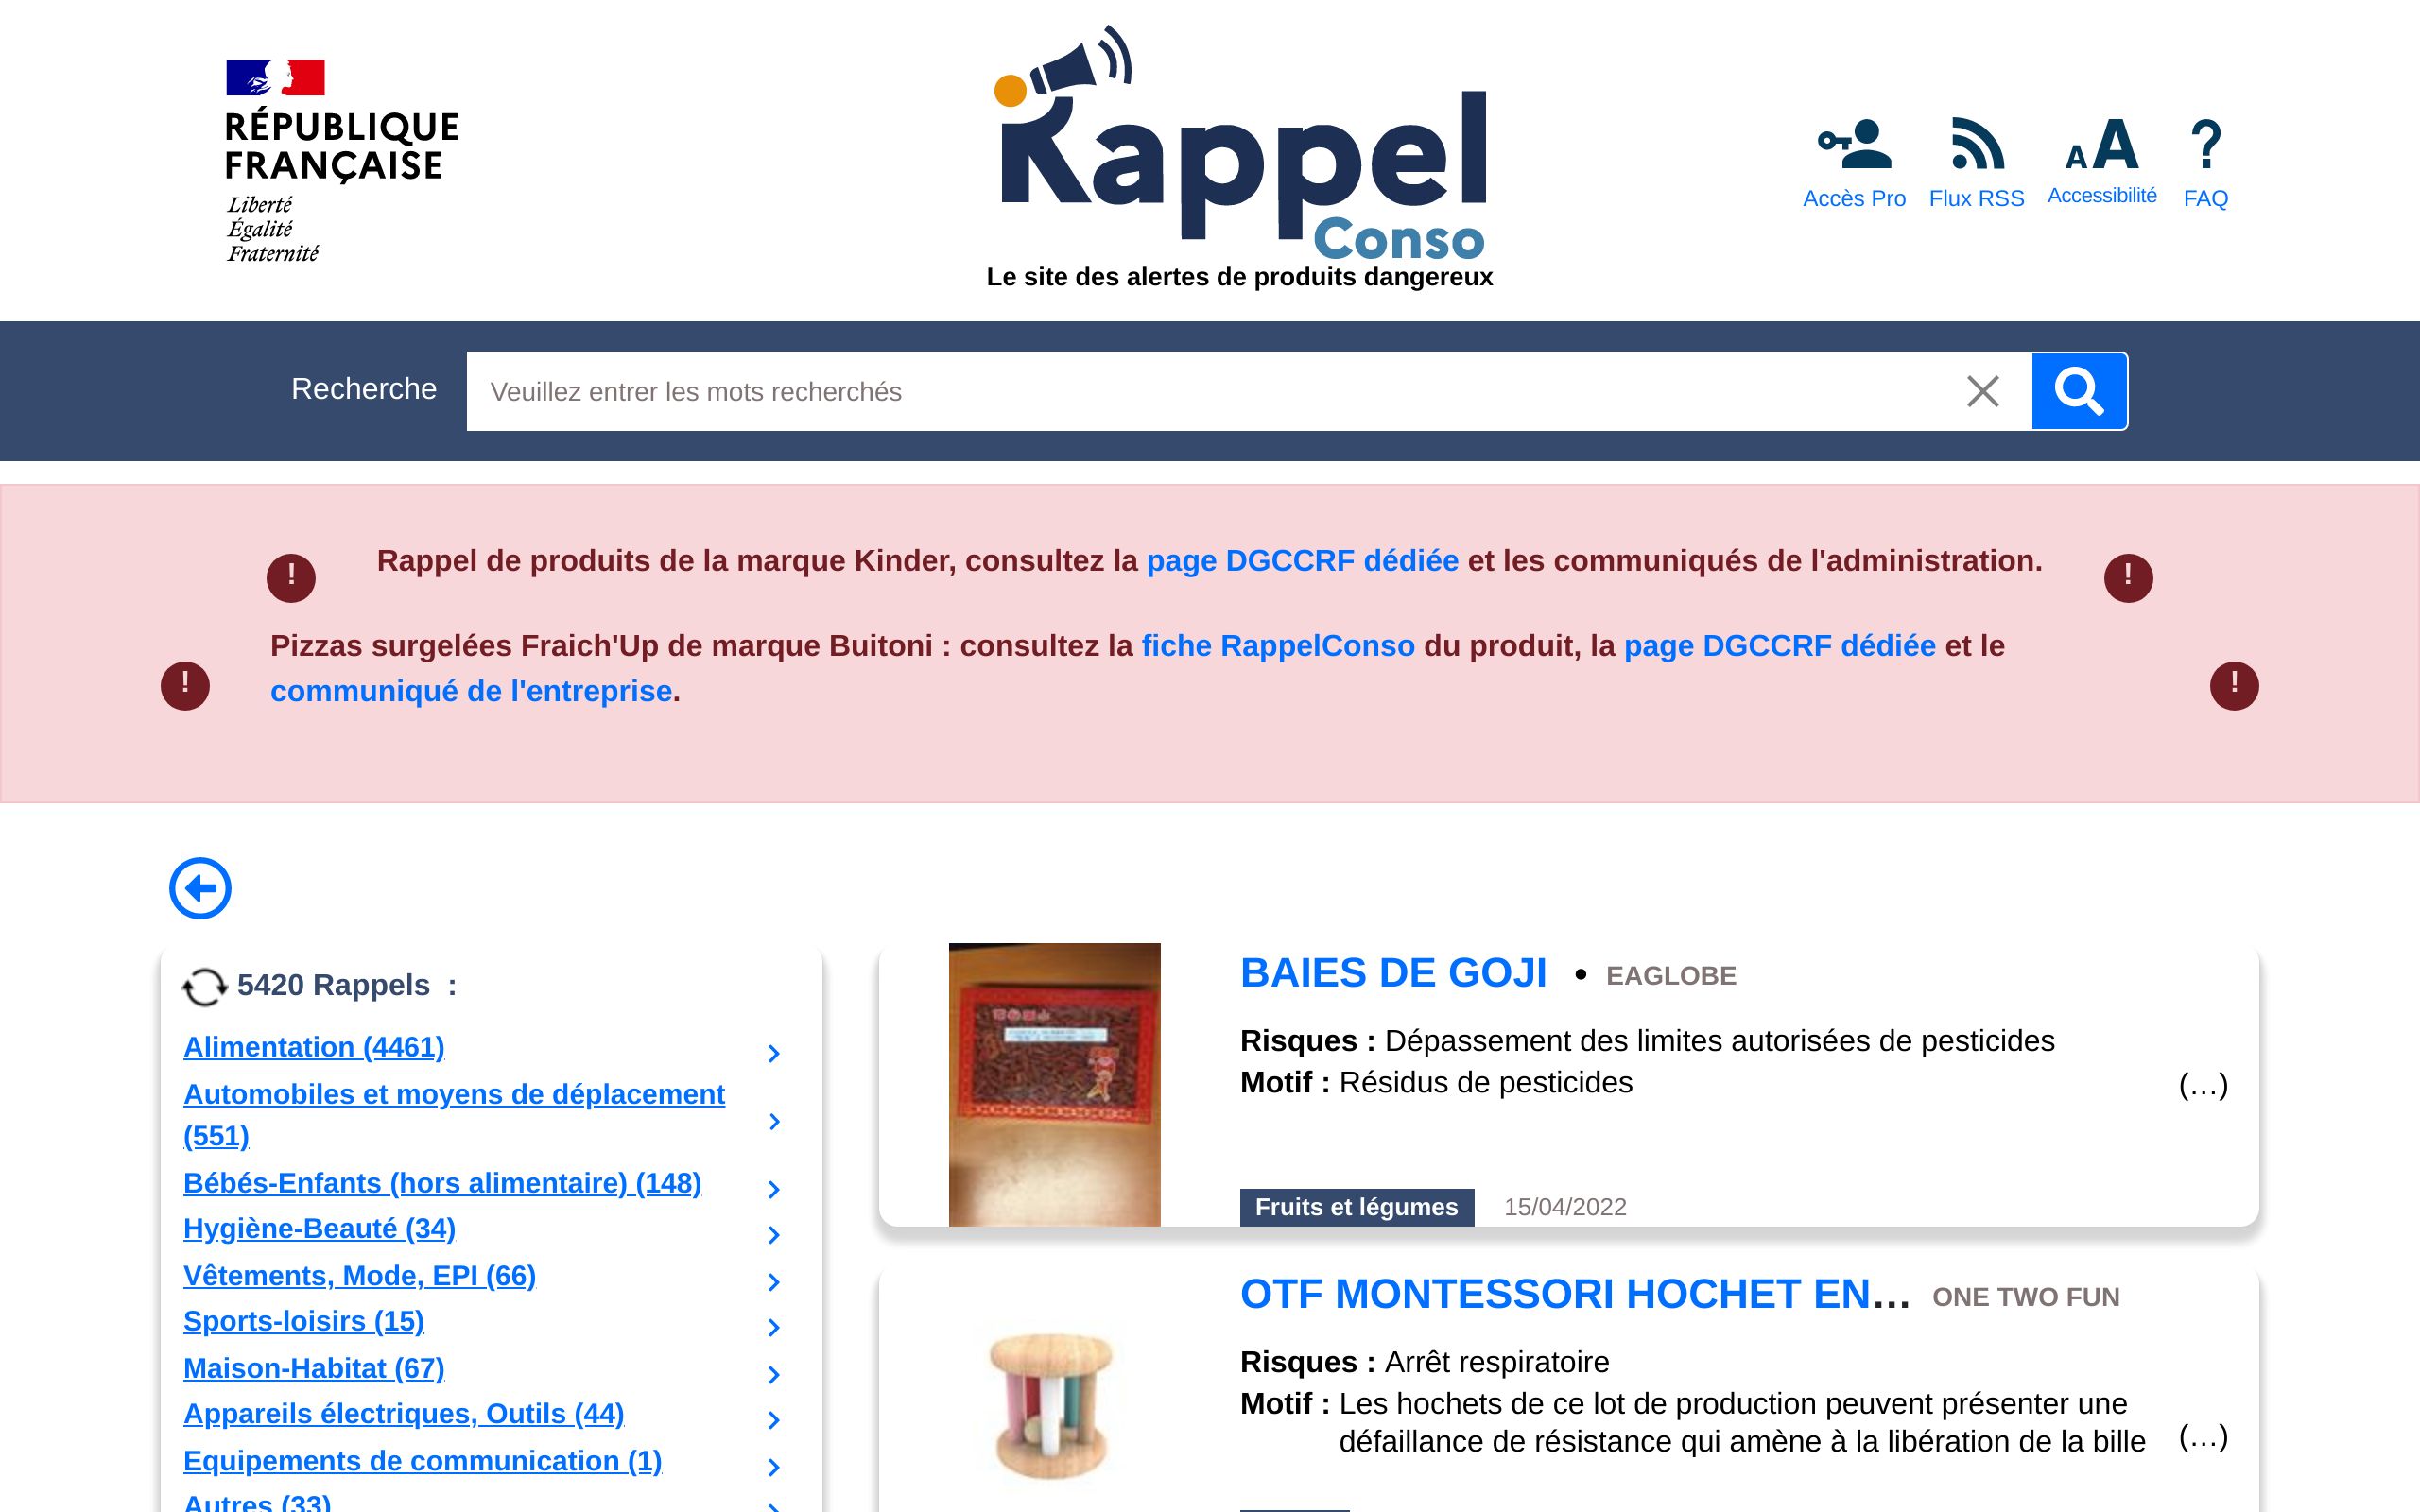 RÉPUBLIQUE
FRANÇAISE
Liberté
Égalité
Fraternité
Rappel
Conso
Le site des alertes de produits dangereux
Accès Pro
Flux RSS
AA
Accessibilité
?
FAQ
Recherche
Veuillez entrer les mots recherchés
! Rappel de produits de la marque Kinder, consultez la page DGCCRF dédiée et les communiqués de l'administration. !
Pizzas surgelées Fraich'Up de marque Buitoni : consultez la fiche RappelConso du produit, la page DGCCRF dédiée et le
! communiqué de l'entreprise. !
5420 Rappels :
Alimentation (4461)
Automobiles et moyens de déplacement
(551)
Bébés-Enfants (hors alimentaire) (148)
Hygiène-Beauté (34)
Vêtements, Mode, EPI (66)
Sports-loisirs (15)
Maison-Habitat (67)
Appareils électriques, Outils (44)
Equipements de communication (1)
Autres (33)
BAIES DE GOJI • EAGLOBE
Risques : Dépassement des limites autorisées de pesticides
Motif : Résidus de pesticides
(…)
Fruits et légumes 15/04/2022
OTF MONTESSORI HOCHET EN… ONE TWO FUN
Risques : Arrêt respiratoire
Motif : Les hochets de ce lot de production peuvent présenter une
défaillance de résistance qui amène à la libération de la bille (…)